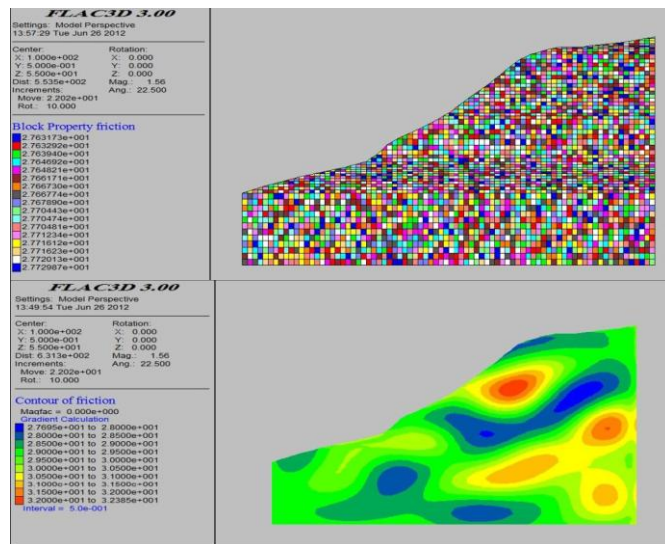 FLAC3D 3.00
Settings: Model Perspective
13:57:29 Tue Jun 26 2012
Center: Rotation:
X: 1.000e+002 X: 0.000
Y: 5.000e-001 Y: 0.000
Z: 5.500e+001 Z: 0.000
Dist: 5.535e+002 Mag.: 1.56
Increments: Ang.: 22.500
Move: 2.202e+001
Rot.: 10.000
Block Property friction
2.763173e+001
2.763292e+001
2.763940e+001
2.764692e+001
2.764821e+001
2.766171e+001
2.766730e+001
2.766774e+001
2.767890e+001
2.770443e+001
2.770474e+001
2.770481e+001
2.771234e+001
2.771612e+001
2.771623e+001
2.772013e+001
2.772987e+001
FLAC3D 3.00
Settings: Model Perspective
13:49:54 Tue Jun 26 2012
Center: Rotation:
X: 1.000e+002 X: 0.000
Y: 5.000e-001 Y: 0.000
Z: 5.500e+001 Z: 0.000
Dist: 6.313e+002 Mag.: 1.56
Increments: Ang.: 22.500
Move: 2.202e+001
Rot.: 10.000
Contour of friction
Magfac = 0.000e+000
Gradient Calculation
2.7695e+001 to 2.8000e+001
2.8000e+001 to 2.8500e+001
2.8500e+001 to 2.9000e+001
2.9000e+001 to 2.9500e+001
2.9500e+001 to 3.0000e+001
3.0000e+001 to 3.0500e+001
3.0500e+001 to 3.1000e+001
3.1000e+001 to 3.1500e+001
3.1500e+001 to 3.2000e+001
3.2000e+001 to 3.2385e+001
Interval = 5.0e-001